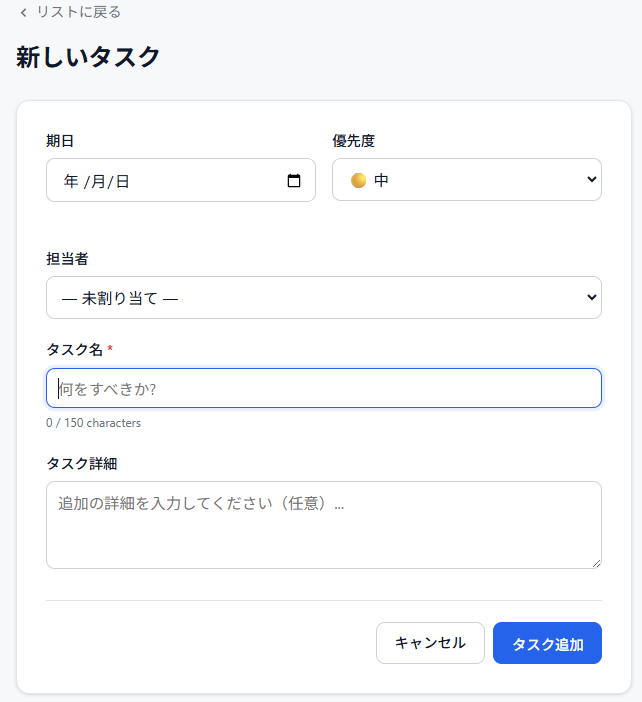 リストに戻る
新しいタスク
期日 優先度
年 /月/日 中
担当者
— 未割り当て —
タスク名 *
何をすべきか?
0 / 150 characters
タスク詳細
追加の詳細を入力してください（任意）...
キャンセル タスク追加